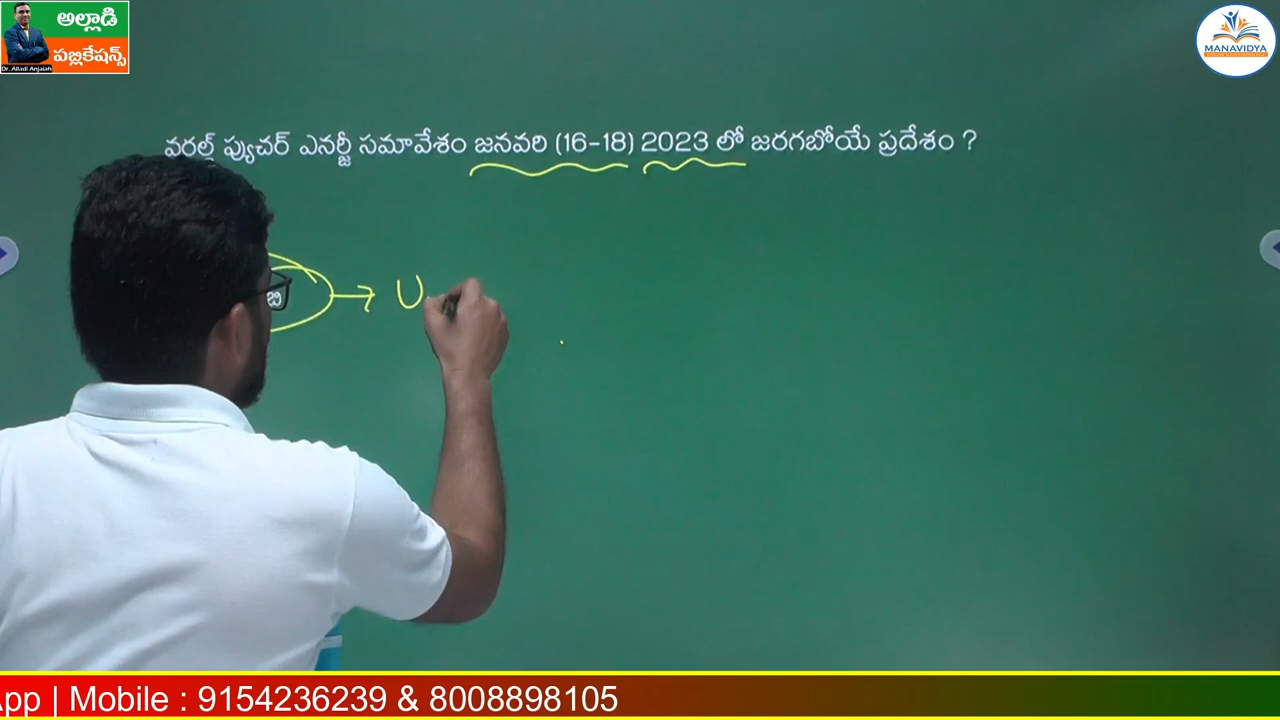 అల్లాడి
పబ్లికేషన్స్
Dr. Alladi Anjaiah
MANAVIDYA
వరల్డ్ ఫ్యుచర్ ఎనర్జీ సమావేశం జనవరి (16-18) 2023 లో జరగబోయే ప్రదేశం ?
బి → U
App | Mobile : 9154236239 & 8008898105